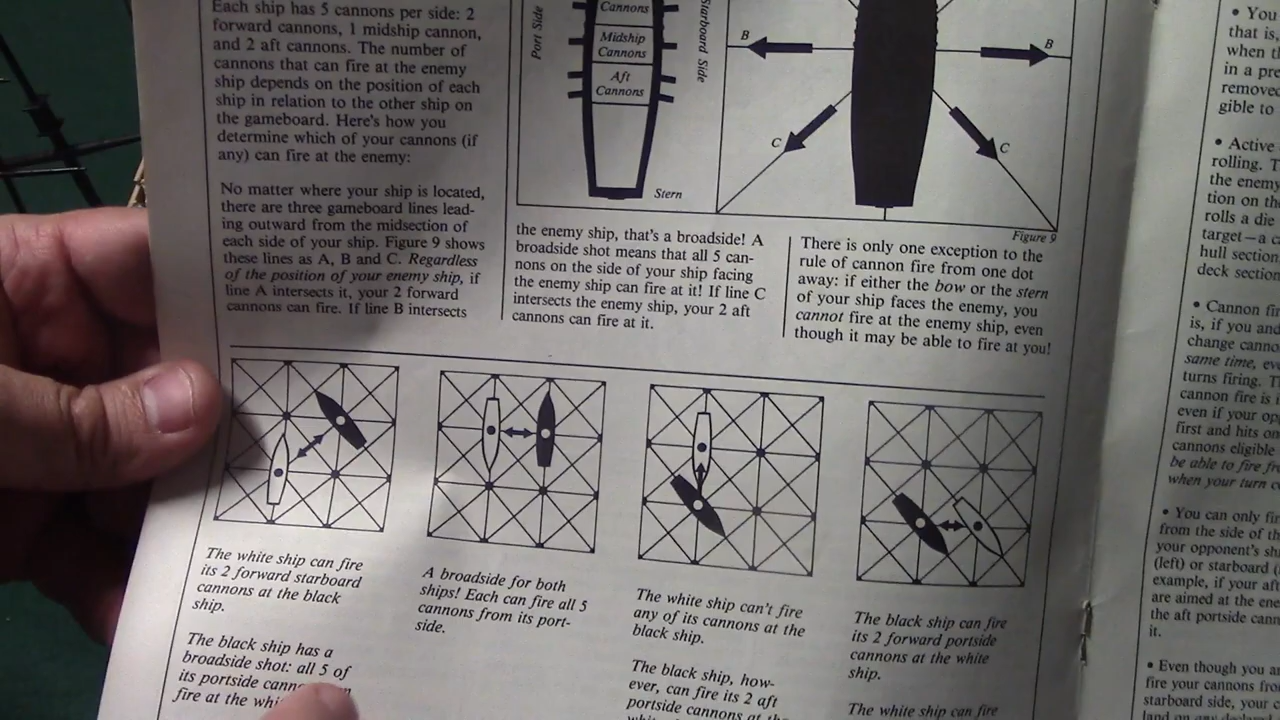 Each ship has 5 cannons per side: 2
forward cannons, 1 midship cannon,
and 2 aft cannons. The number of
cannons that can fire at the enemy
ship depends on the position of each
ship in relation to the other ship on
the gameboard. Here's how you
determine which of your cannons (if
any) can fire at the enemy:
No matter where your ship is located,
there are three gameboard lines lead-
ing outward from the midsection of
each side of your ship. Figure 9 shows
these lines as A, B and C. Regardless
of the position of your enemy ship, if
line A intersects it, your 2 forward
cannons can fire. If line B intersects
Port Side
Cannons
Midship
Cannons
Aft
Cannons
Starboard Side
Stern
B
B
C
C
Figure 9
the enemy ship, that's a broadside! A
broadside shot means that all 5 can-
nons on the side of your ship facing
the enemy ship can fire at it! If line C
intersects the enemy ship, your 2 aft
cannons can fire at it.
There is only one exception to the
rule of cannon fire from one dot
away: if either the bow or the stern
of your ship faces the enemy, you
cannot fire at the enemy ship, even
though it may be able to fire at you!
The white ship can fire
its 2 forward starboard
cannons at the black
ship.
The black ship has a
broadside shot: all 5 of
its portside
fire at the
A broadside for both
ships! Each can fire all 5
cannons from its port-
side.
The white ship can't fire
any of its cannons at the
black ship.
The black ship, how-
ever, can fire its 2 aft
portside cannons at the
The black ship can fire
its 2 forward portside
cannons at the white
ship.
The white ship can fire
• You
that is,
when th
in a pre
removed
gible to
• Active
rolling. T
the enemy
tion on the
rolls a die
target—a c
hull section
deck section
• Cannon fir
is, if you and
change canno
same time, eve
turns firing. T
cannon fire is
even if your op
first and hits on
cannons eligible
be able to fire fr
when your turn c
• You can only fir
from the side of th
your opponent's sh
(left) or starboard (
example, if your aft
are aimed at the ene
the aft portside cann
it.
• Even though you ar
fire your cannons fro
starboard side, your c
land on any